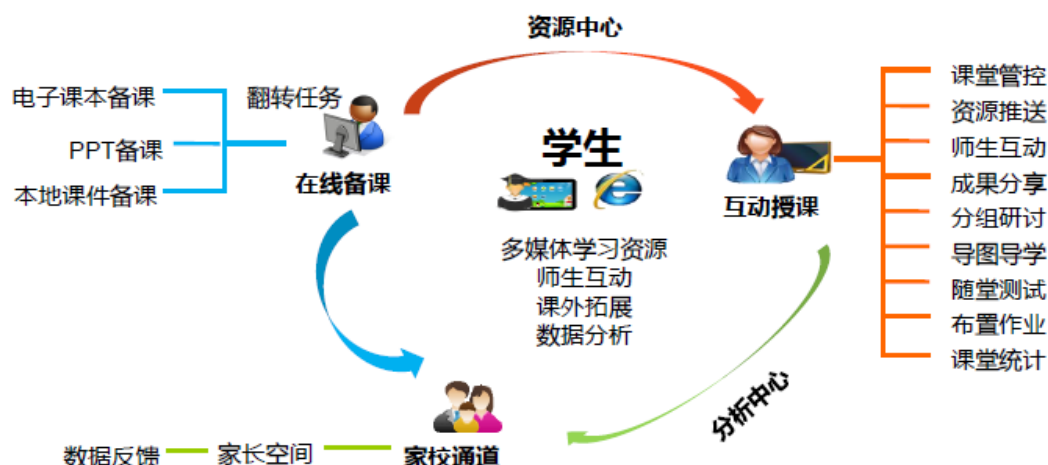 资源中心
电子课本备课
翻转任务
PPT备课
本地课件备课
在线备课
学生
多媒体学习资源
师生互动
课外拓展
数据分析
互动授课
课堂管控
资源推送
师生互动
成果分享
分组研讨
导图导学
随堂测试
布置作业
课堂统计
分析中心
数据反馈
家长空间
家校通道